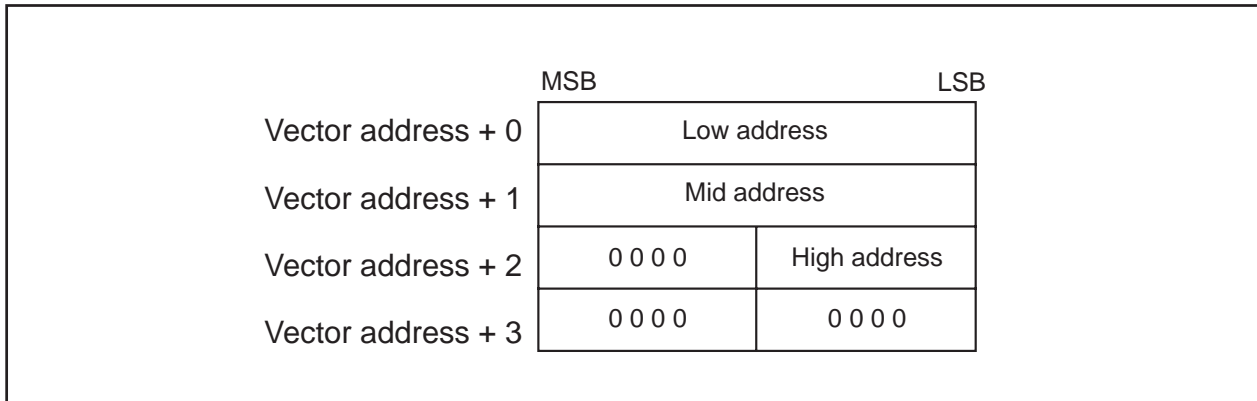 MSB LSB
Vector address + 0 Low address
Vector address + 1 Mid address
Vector address + 2 0 0 0 0 High address
Vector address + 3 0 0 0 0 0 0 0 0